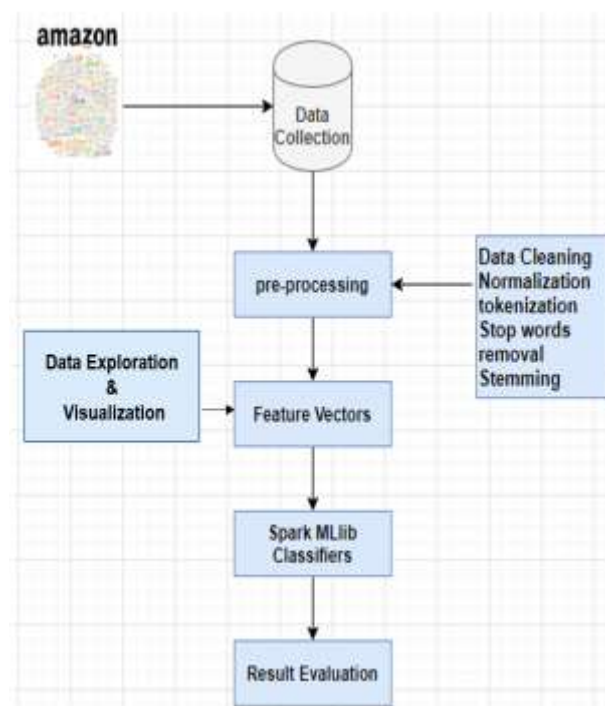 amazon
Data
Collection
pre-processing
Data Cleaning
Normalization
tokenization
Stop words
removal
Stemming
Data Exploration
&
Visualization
Feature Vectors
Spark MLlib
Classifiers
Result Evaluation